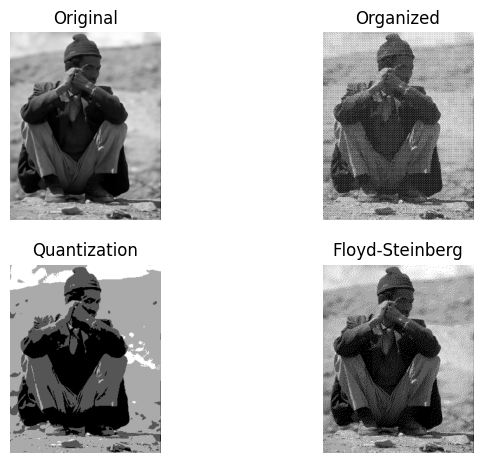 Original
Organized
Quantization
Floyd-Steinberg